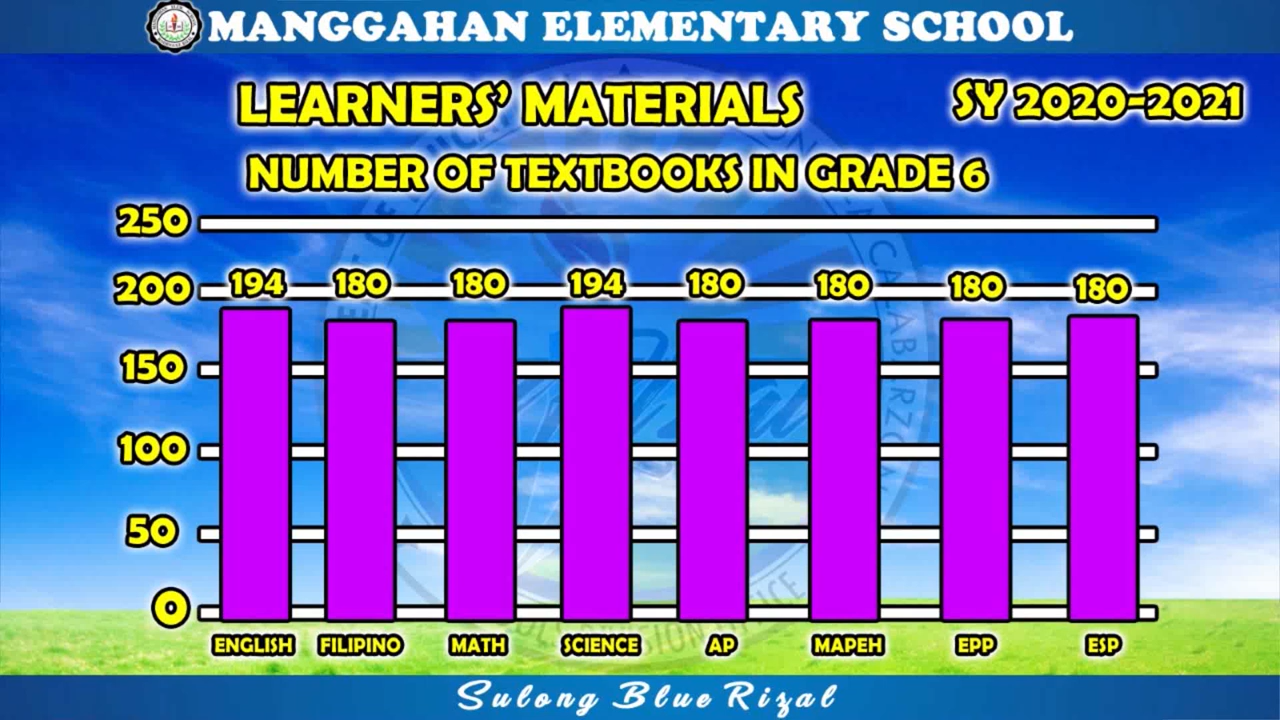 MANGGAHAN ELEMENTARY SCHOOL
LEARNERS' MATERIALS
SY 2020-2021
NUMBER OF TEXTBOOKS IN GRADE 6
250
200
194 180 180 194 180 180 180 180
150
100
50
0
ENGLISH FILIPINO MATH SCIENCE AP MAPEH EPP ESP
Sulong Blue Rizal